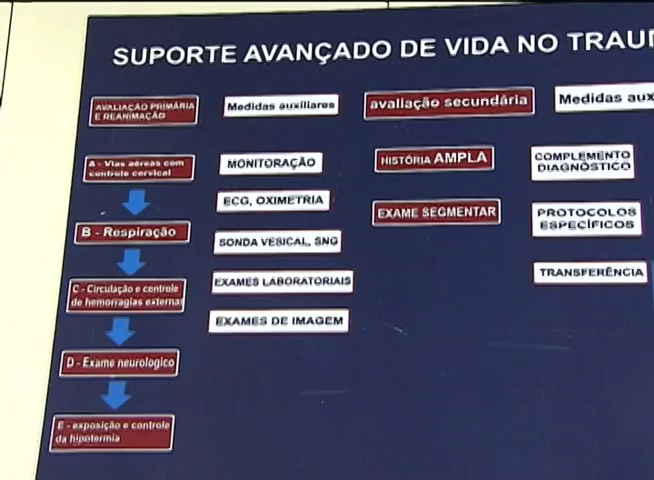 SUPORTE AVANÇADO DE VIDA NO
AVALIAÇÃO PRIMÁRIA
E REANIMAÇÃO
Medidas auxiliares
avaliação secundária
Medidas
A - Vias aéreas com
controle cervical
MONITORAÇÃO
HISTÓRIA AMPLA
COMPLEMENTO
DIAGNÓSTICO
ECG, OXIMETRIA
EXAME SEGMENTAR
PROTOCOLOS
ESPECÍFICOS
B - Respiração
SONDA VESICAL, SNG
TRANSFERÊNCIA
C - Circulação e controle
de hemorragias externas
EXAMES LABORATORIAIS
EXAMES DE IMAGEM
D - Exame neurologico
E - exposição e controle
da hipotermia